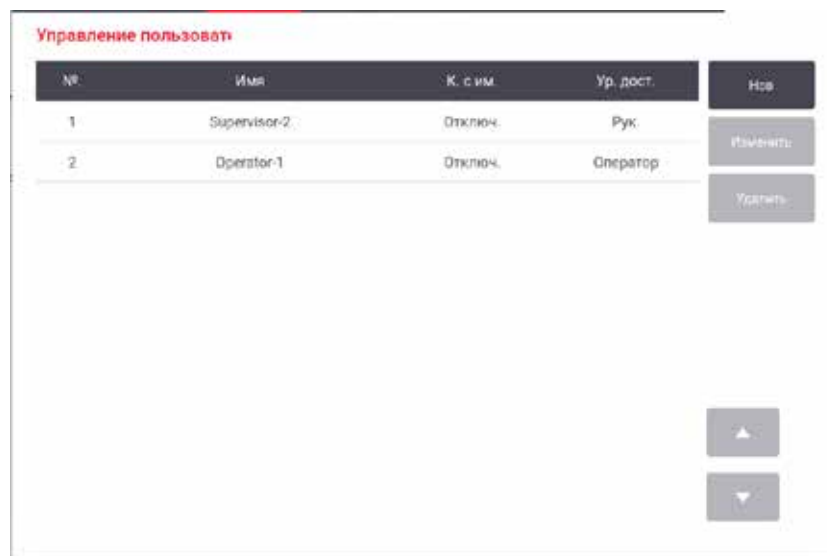 Управление пользоват
№. Имя К. с им. Ур. дост. Нов
1 Supervisor-2 Отключ. Рук
Изменить
2 Operator-1 Отключ. Оператор
Удалить